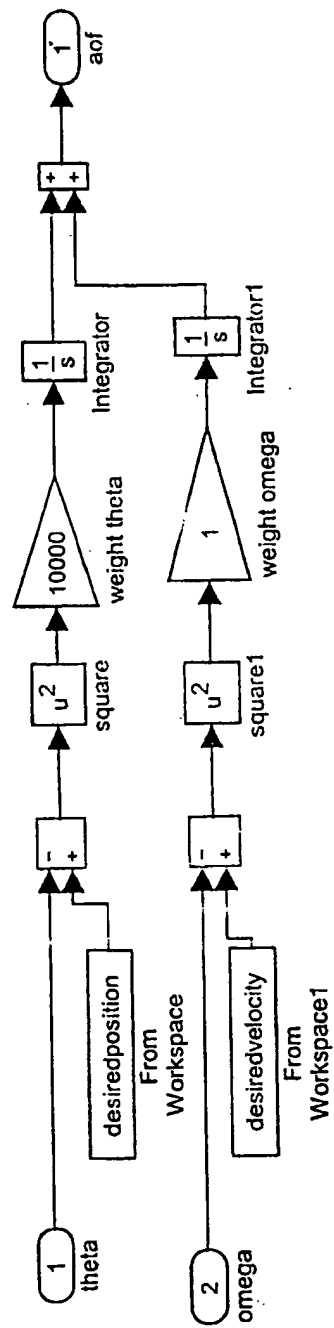 1
theta
desiredposition
From
Workspace
-
+
u²
square
10000
weight theta
1/s
Integrator
+
+
1
aof
2
omega
desiredvelocity
From
Workspace1
-
+
u²
square1
1
weight omega
1/s
Integrator1